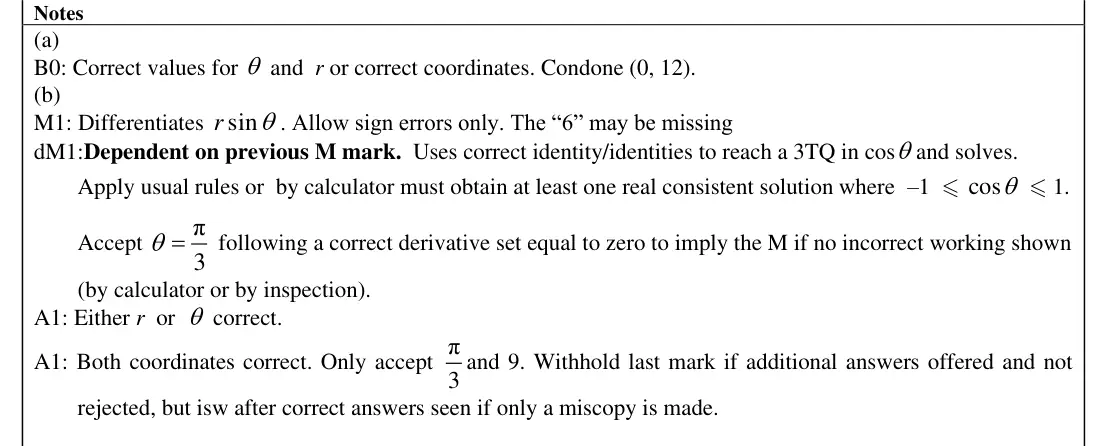 Notes
(a)
B0: Correct values for θ and r or correct coordinates. Condone (0, 12).
(b)
M1: Differentiates r sin θ. Allow sign errors only. The “6” may be missing
dM1:Dependent on previous M mark. Uses correct identity/identities to reach a 3TQ in cosθ and solves.
Apply usual rules or by calculator must obtain at least one real consistent solution where –1 ⩽ cosθ ⩽ 1.
Accept θ = π/3 following a correct derivative set equal to zero to imply the M if no incorrect working shown
(by calculator or by inspection).
A1: Either r or θ correct.
A1: Both coordinates correct. Only accept π/3 and 9. Withhold last mark if additional answers offered and not
rejected, but isw after correct answers seen if only a miscopy is made.